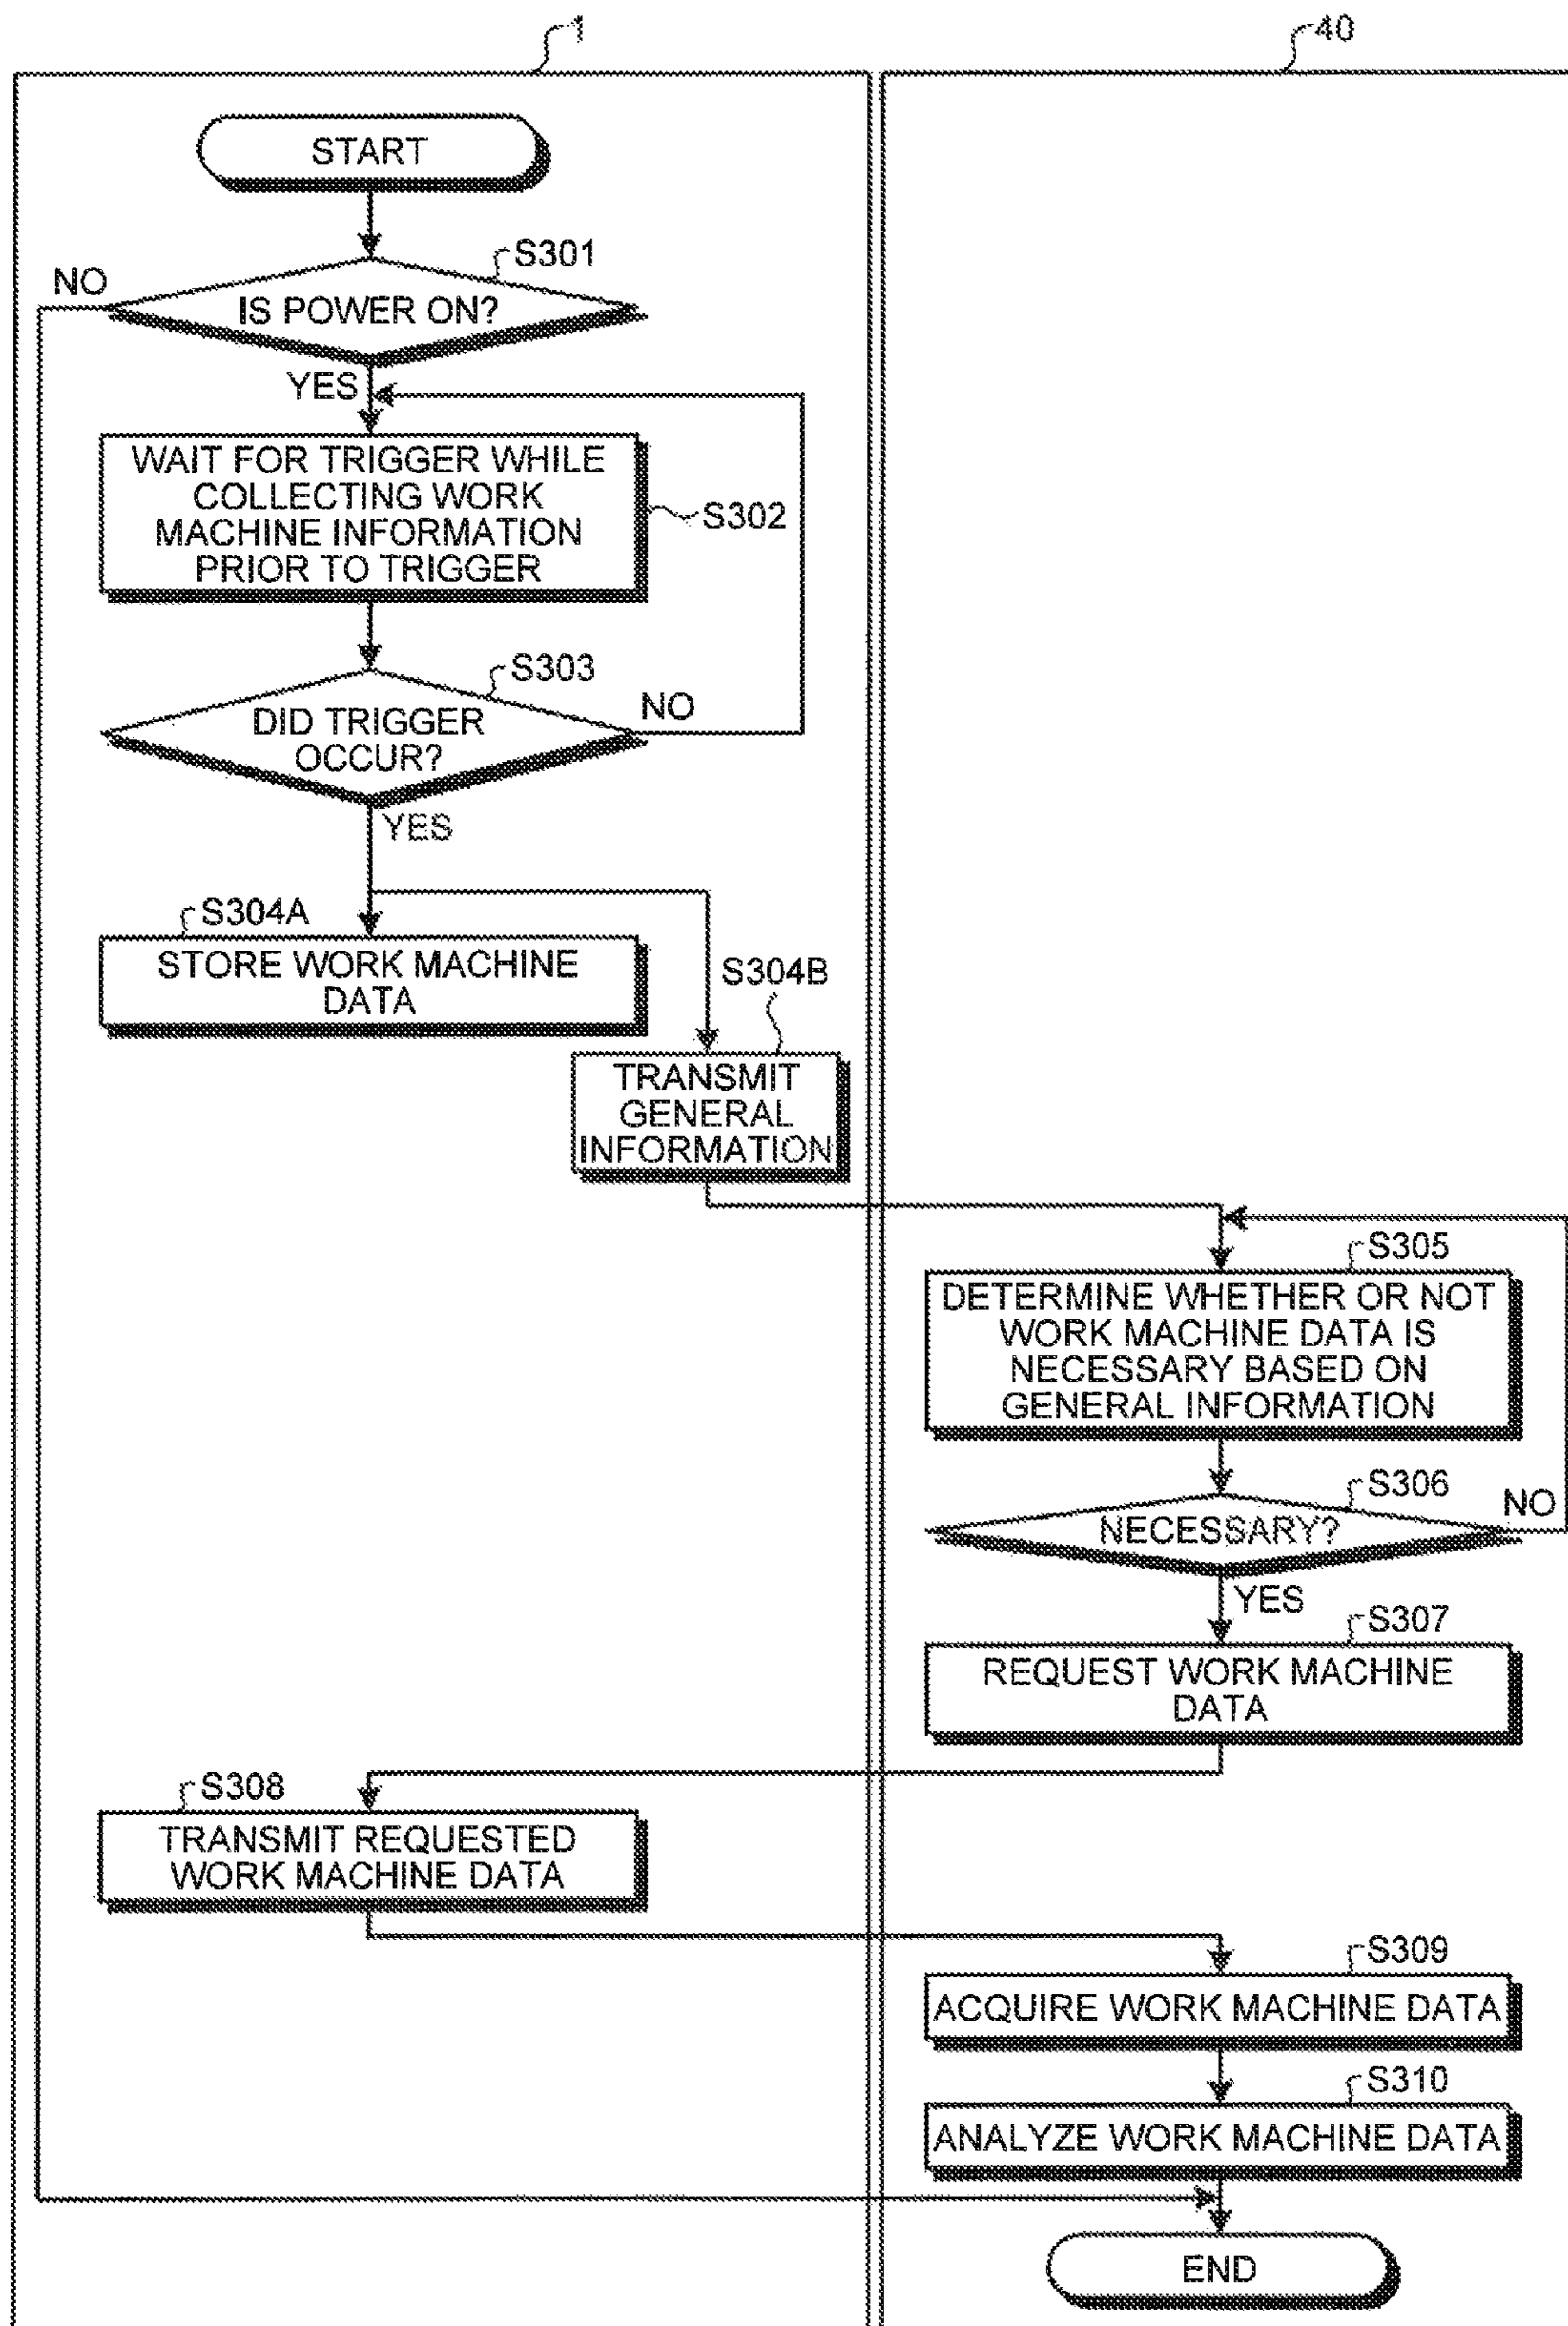 1
40
START
S301
NO
IS POWER ON?
YES
WAIT FOR TRIGGER WHILE
COLLECTING WORK
MACHINE INFORMATION
PRIOR TO TRIGGER
S302
S303
DID TRIGGER
OCCUR?
NO
YES
S304A
STORE WORK MACHINE
DATA
S304B
TRANSMIT
GENERAL
INFORMATION
S305
DETERMINE WHETHER OR NOT
WORK MACHINE DATA IS
NECESSARY BASED ON
GENERAL INFORMATION
S306
NO
NECESSARY?
YES
S307
REQUEST WORK MACHINE
DATA
S308
TRANSMIT REQUESTED
WORK MACHINE DATA
S309
ACQUIRE WORK MACHINE DATA
S310
ANALYZE WORK MACHINE DATA
END